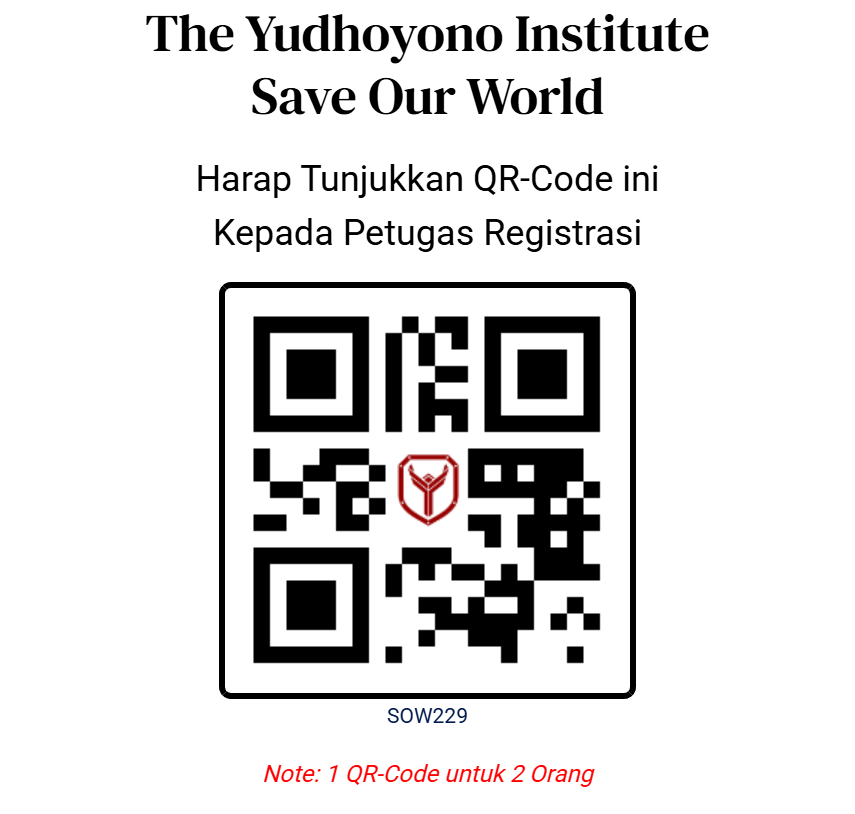 The Yudhoyono Institute
Save Our World
Harap Tunjukkan QR-Code ini
Kepada Petugas Registrasi
SOW229
Note: 1 QR-Code untuk 2 Orang